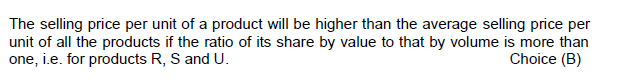 The selling price per unit of a product will be higher than the average selling price per
unit of all the products if the ratio of its share by value to that by volume is more than
one, i.e. for products R, S and U. Choice (B)